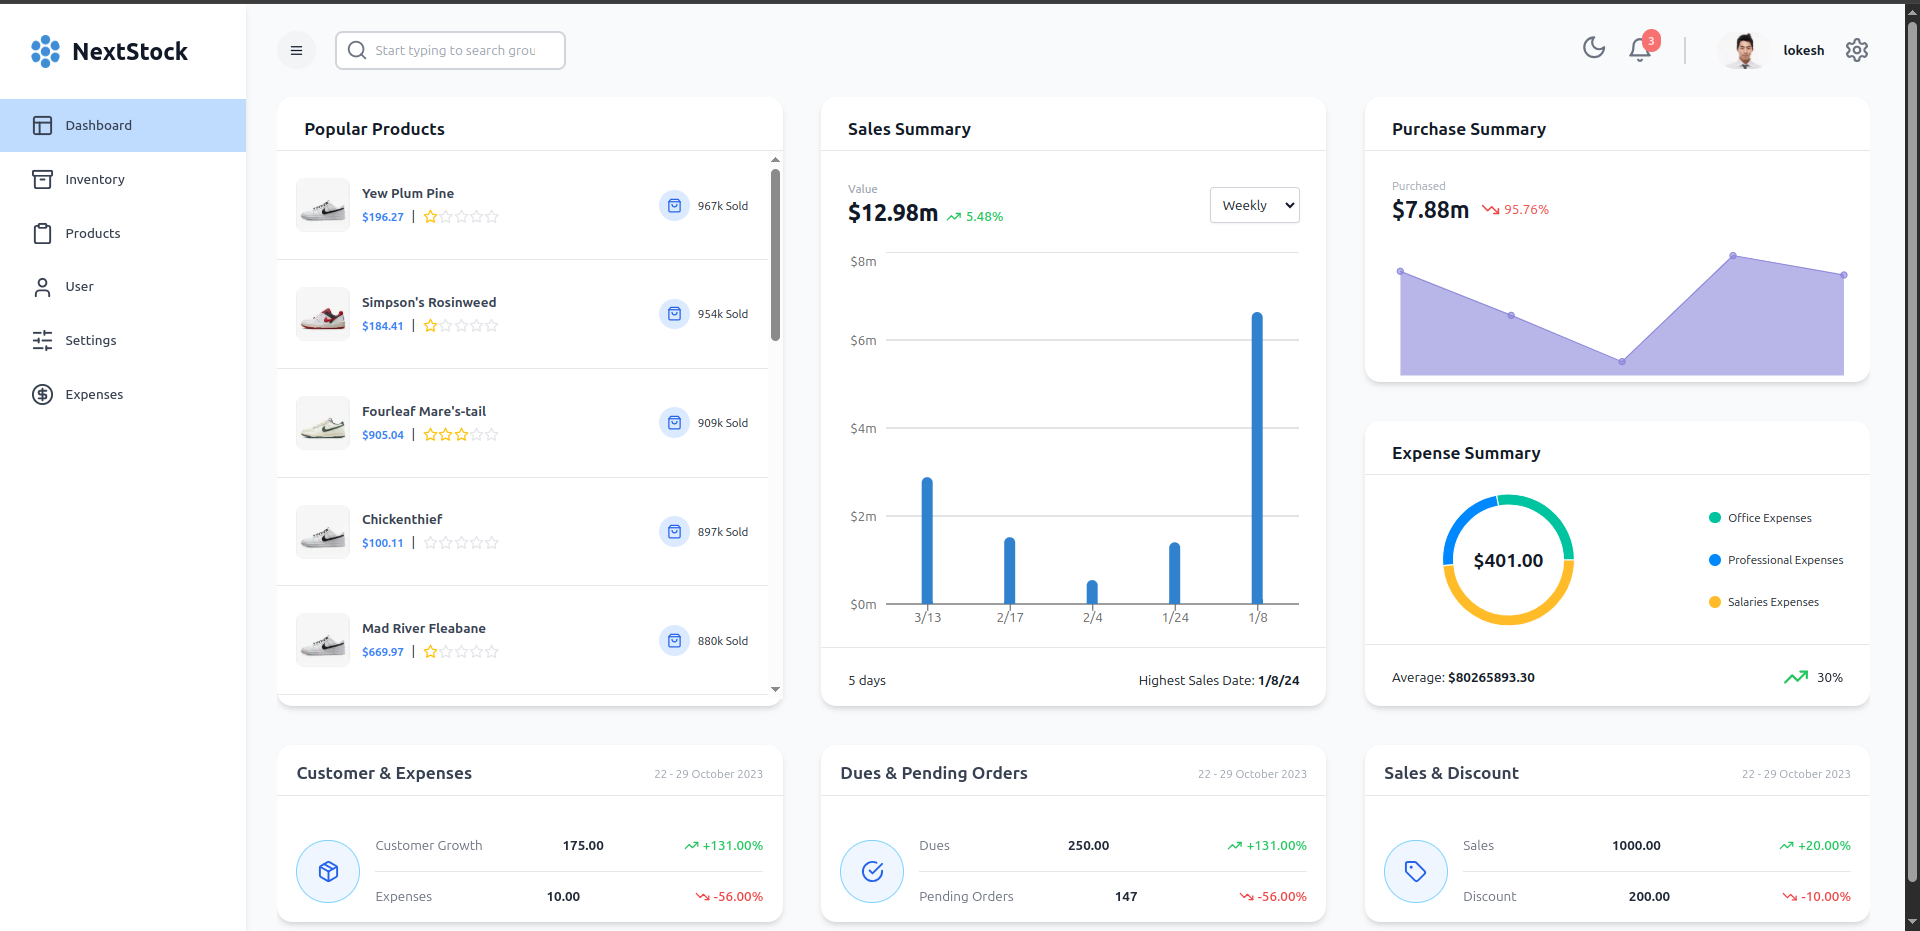 NextStock
Start typing to search grou
3
lokesh
Dashboard
Inventory
Products
User
Settings
Expenses
Popular Products
Yew Plum Pine
$196.27 |
967k Sold
Simpson's Rosinweed
$184.41 |
954k Sold
Fourleaf Mare's-tail
$905.04 |
909k Sold
Chickenthief
$100.11 |
897k Sold
Mad River Fleabane
$669.97 |
880k Sold
Sales Summary
Value
$12.98m 5.48%
Weekly
$8m
$6m
$4m
$2m
$0m
3/13 2/17 2/4 1/24 1/8
5 days
Highest Sales Date: 1/8/24
Purchase Summary
Purchased
$7.88m 95.76%
Expense Summary
$401.00
Office Expenses
Professional Expenses
Salaries Expenses
Average: $80265893.30
30%
Customer & Expenses
22 - 29 October 2023
Customer Growth 175.00 +131.00%
Expenses 10.00 -56.00%
Dues & Pending Orders
22 - 29 October 2023
Dues 250.00 +131.00%
Pending Orders 147 -56.00%
Sales & Discount
22 - 29 October 2023
Sales 1000.00 +20.00%
Discount 200.00 -10.00%